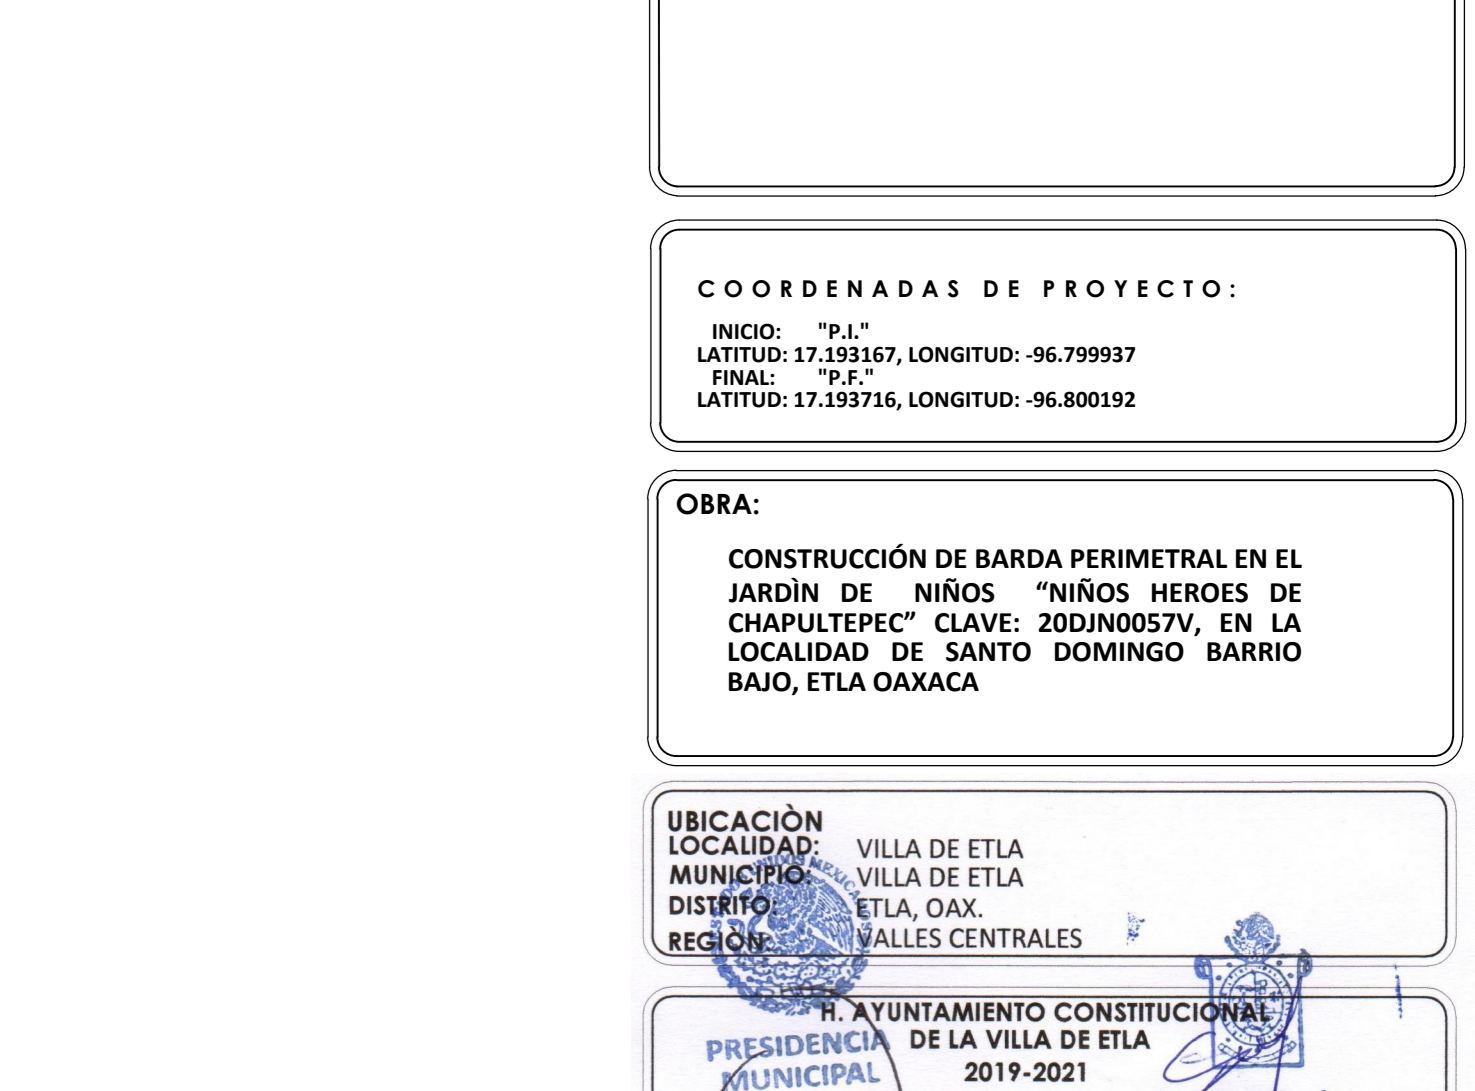 COORDENADAS DE PROYECTO:
INICIO: "P.I."
LATITUD: 17.193167, LONGITUD: -96.799937
FINAL: "P.F."
LATITUD: 17.193716, LONGITUD: -96.800192
OBRA:
CONSTRUCCIÓN DE BARDA PERIMETRAL EN EL
JARDÌN DE NIÑOS “NIÑOS HEROES DE
CHAPULTEPEC” CLAVE: 20DJN0057V, EN LA
LOCALIDAD DE SANTO DOMINGO BARRIO
BAJO, ETLA OAXACA
UBICACIÒN
LOCALIDAD: VILLA DE ETLA
MUNICIPIO: VILLA DE ETLA
DISTRITO: ETLA, OAX.
REGIÒN: VALLES CENTRALES
H. AYUNTAMIENTO CONSTITUCIONAL
DE LA VILLA DE ETLA
2019-2021
PRESIDENCIA
MUNICIPAL